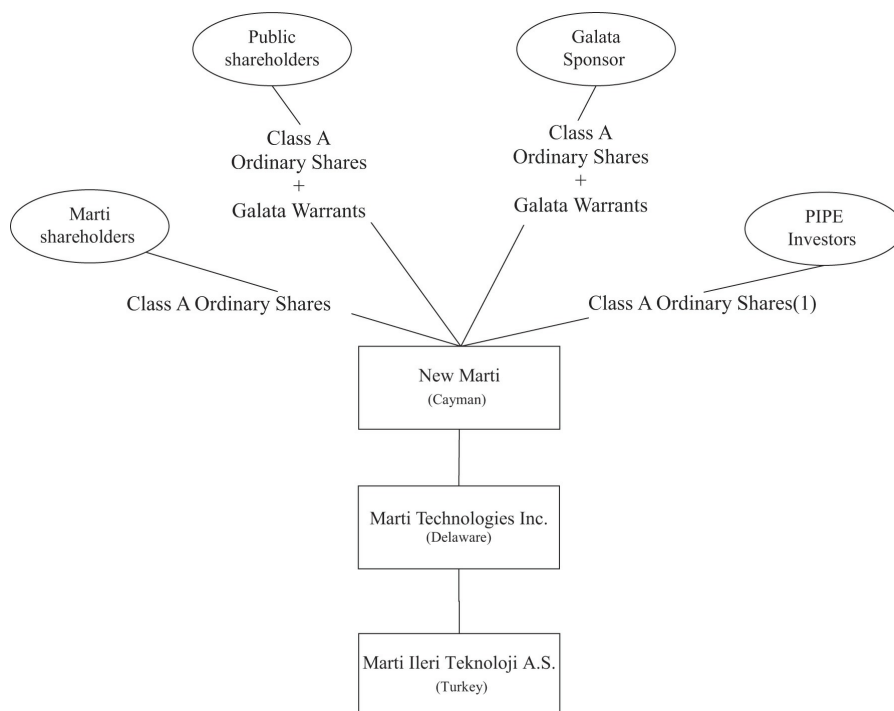 Public
shareholders
Galata
Sponsor
Class A
Ordinary Shares
+
Galata Warrants
Class A
Ordinary Shares
+
Galata Warrants
Marti
shareholders
PIPE
Investors
Class A Ordinary Shares
Class A Ordinary Shares(1)
New Marti
(Cayman)
Marti Technologies Inc.
(Delaware)
Marti Ileri Teknoloji A.S.
(Turkey)